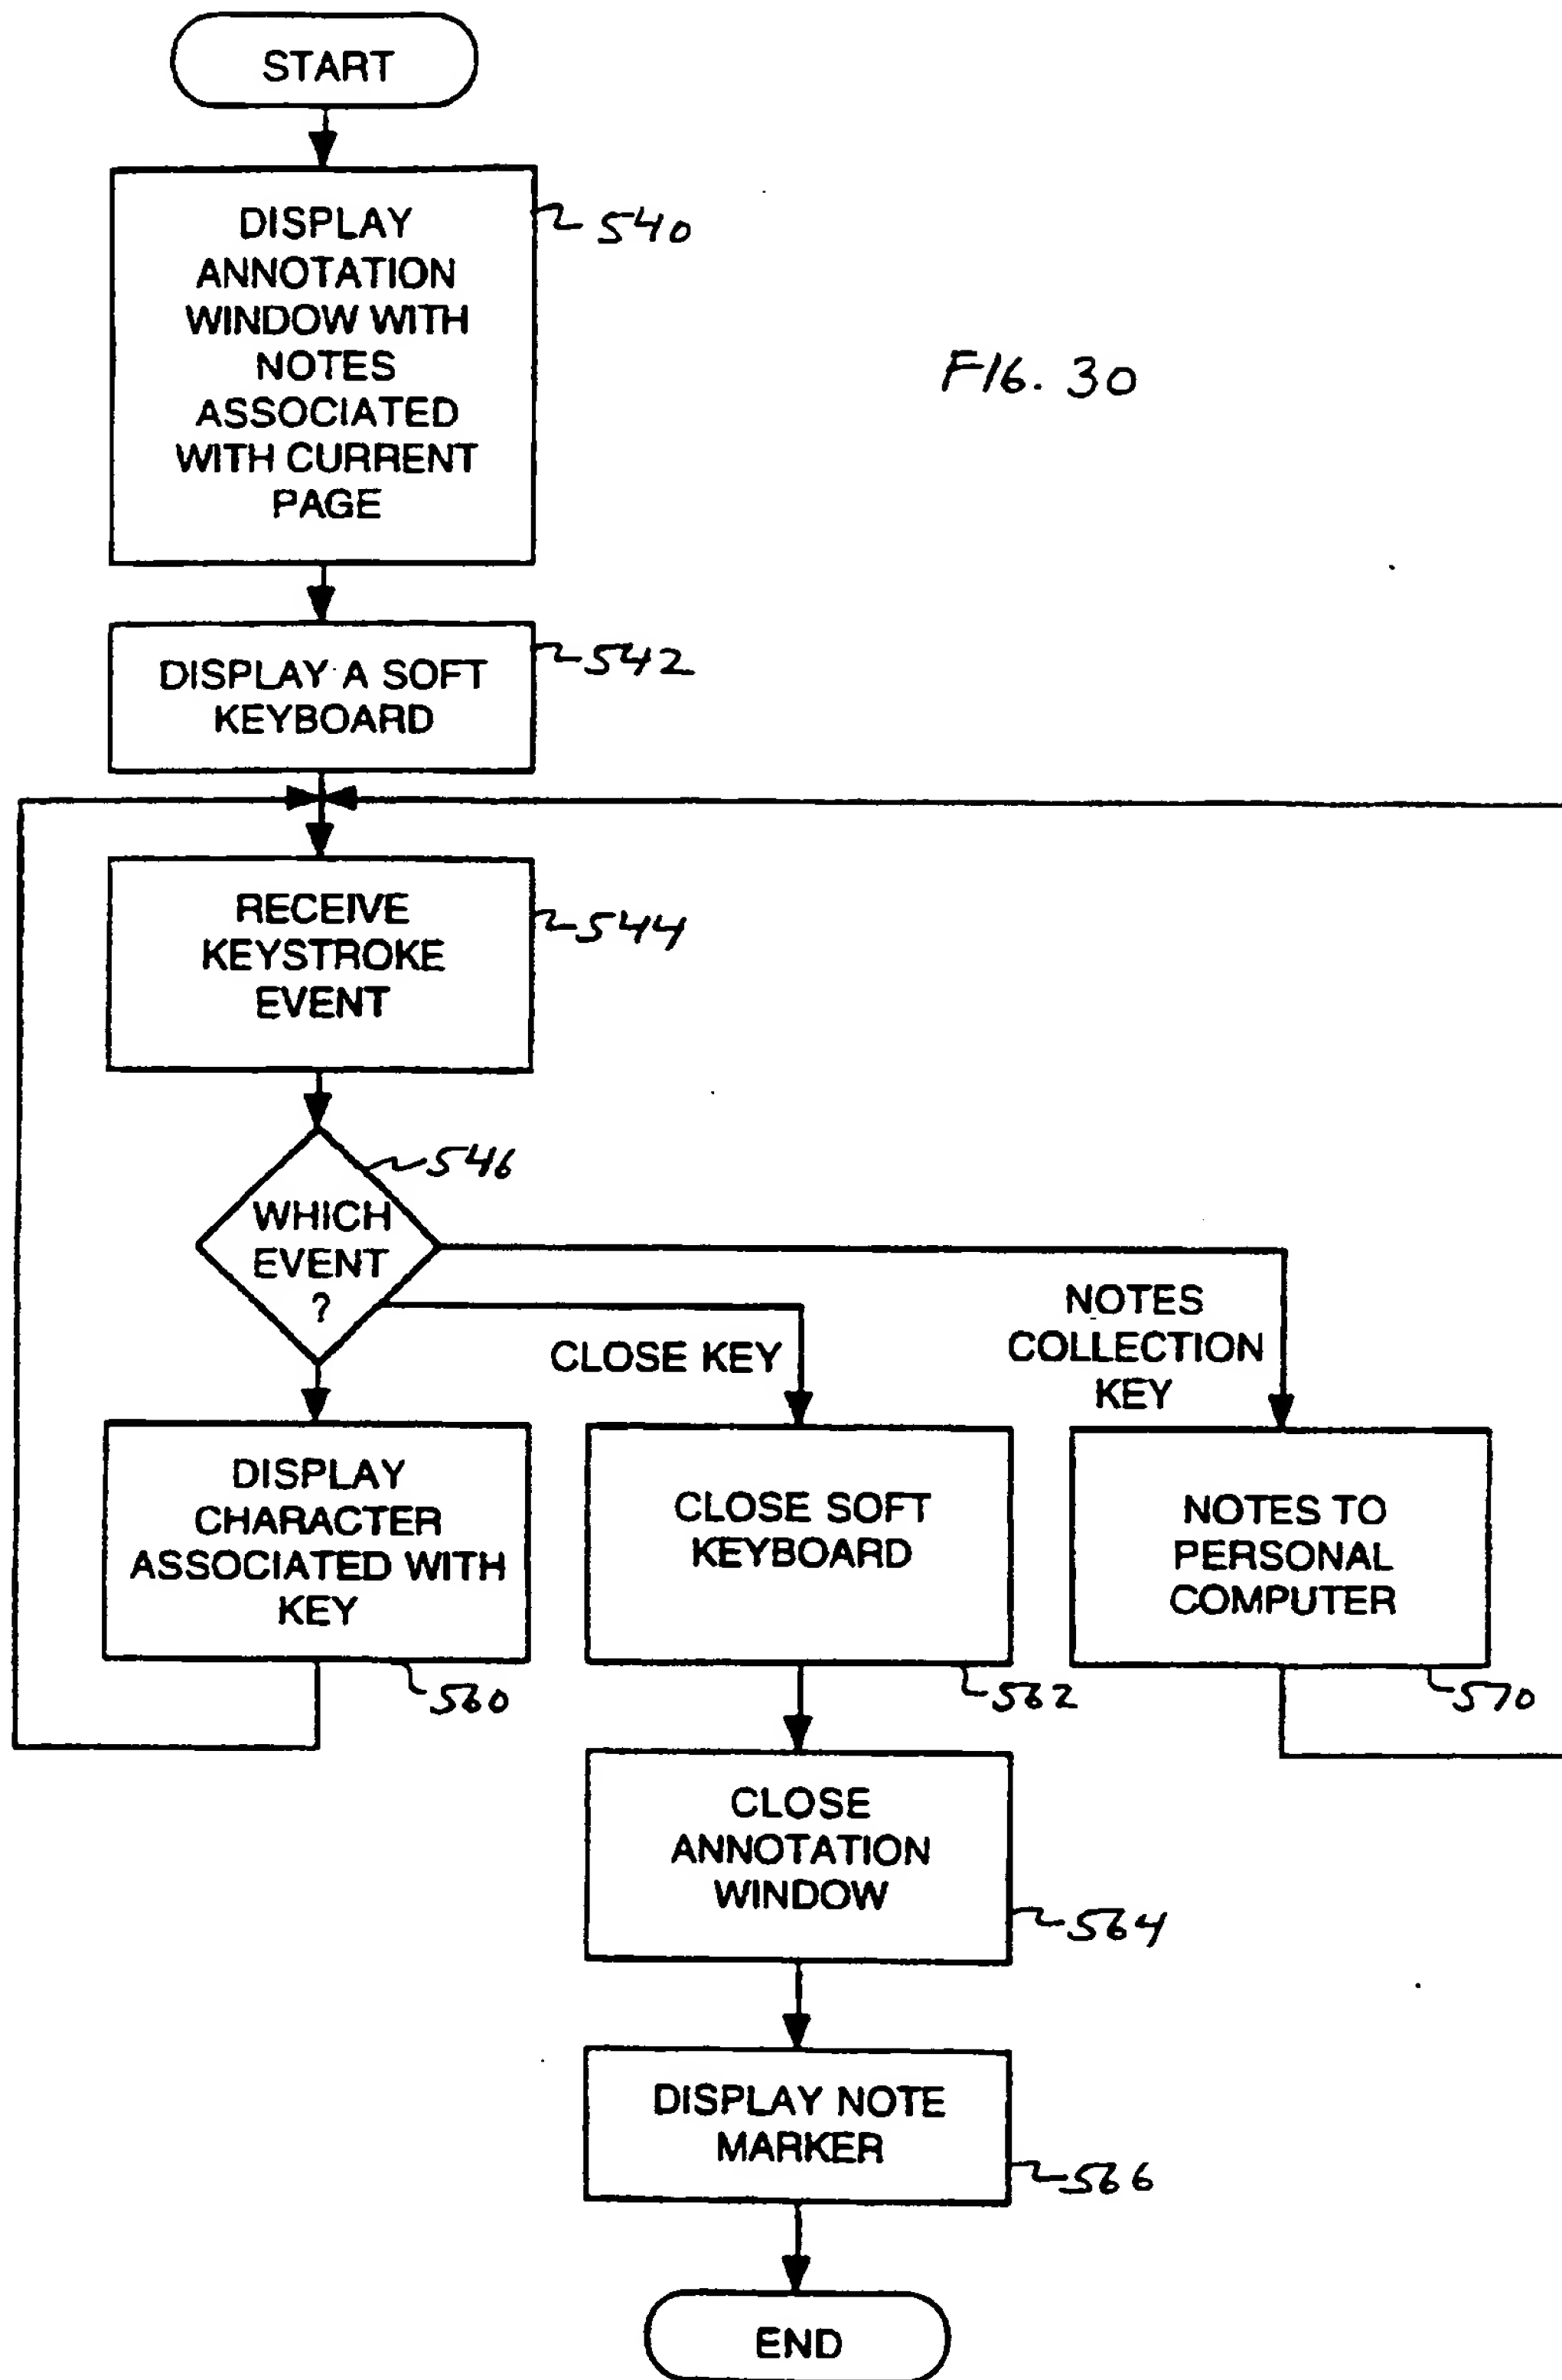 START
DISPLAY
ANNOTATION
WINDOW WITH
NOTES
ASSOCIATED
WITH CURRENT
PAGE
540
FIG. 30
DISPLAY A SOFT
KEYBOARD
542
RECEIVE
KEYSTROKE
EVENT
544
546
WHICH
EVENT
?
CLOSE KEY
NOTES
COLLECTION
KEY
DISPLAY
CHARACTER
ASSOCIATED WITH
KEY
560
CLOSE SOFT
KEYBOARD
562
NOTES TO
PERSONAL
COMPUTER
570
CLOSE
ANNOTATION
WINDOW
564
DISPLAY NOTE
MARKER
566
END